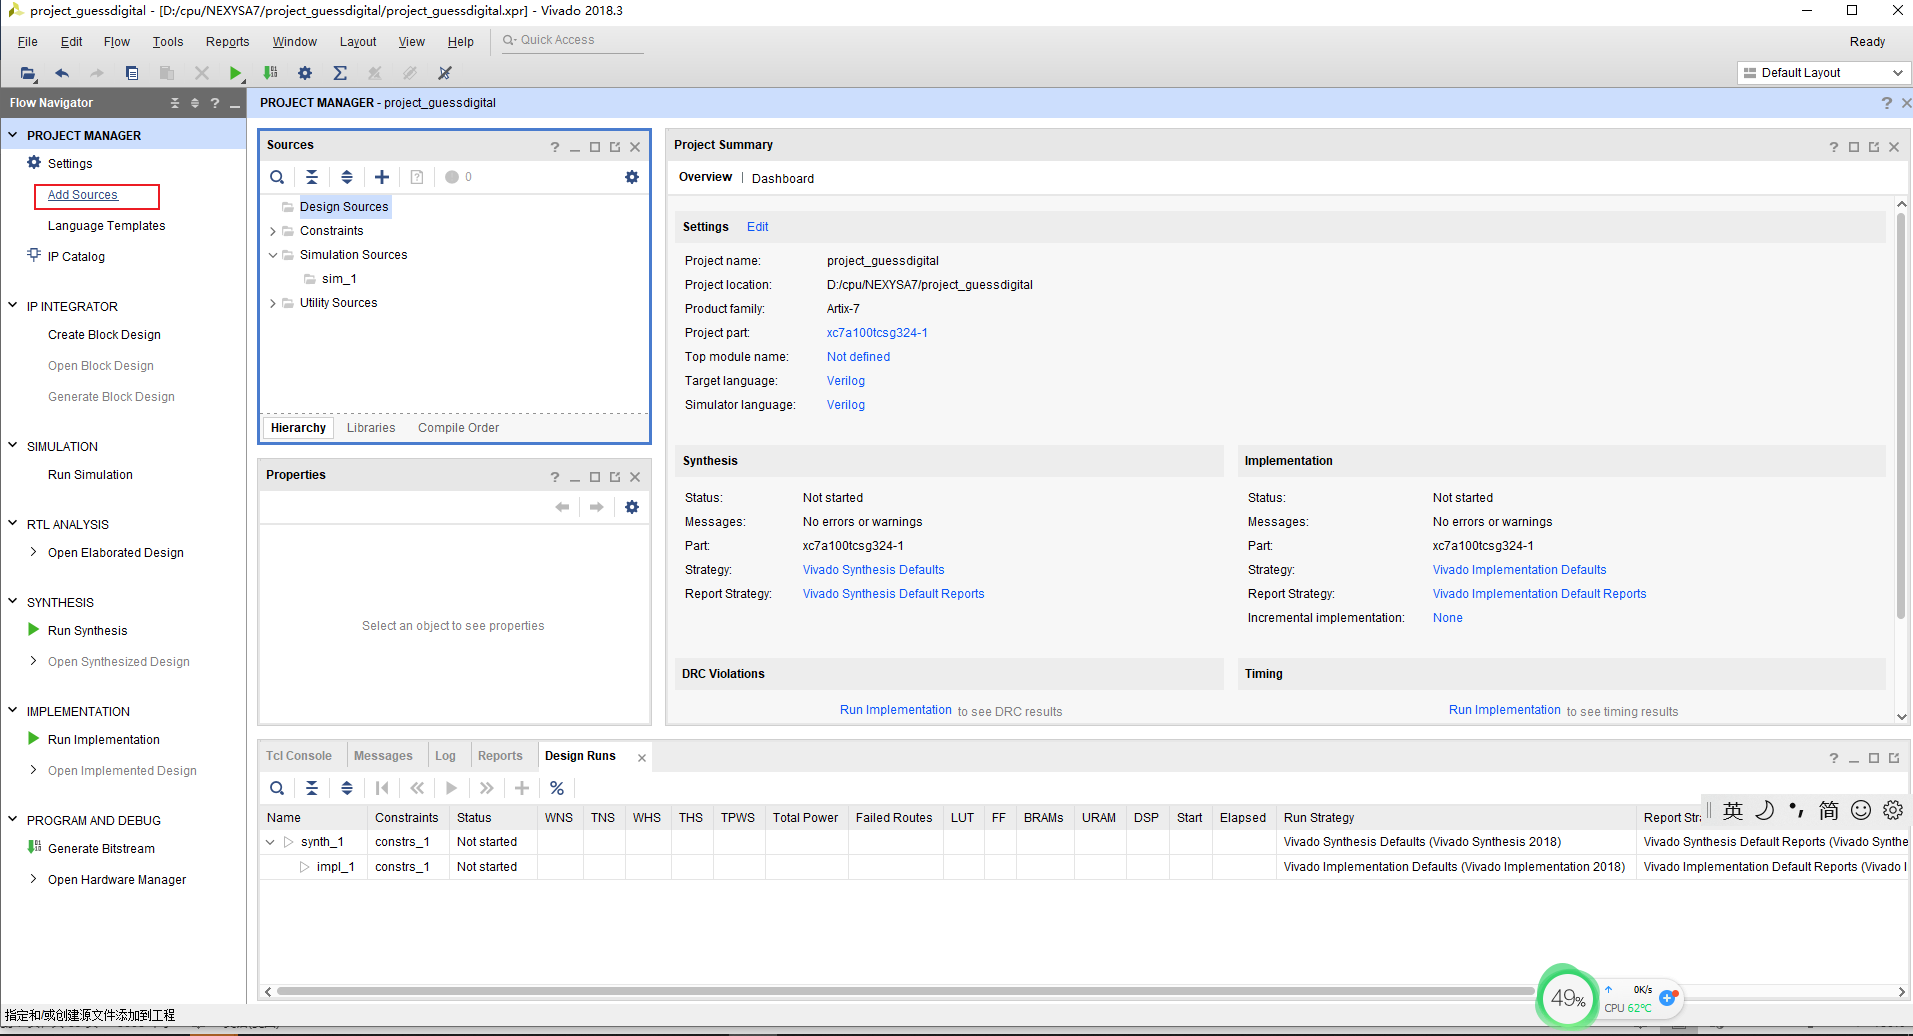 project_guessdigital - [D:/cpu/NEXYSA7/project_guessdigital/project_guessdigital.xpr] - Vivado 2018.3
File Edit Flow Tools Reports Window Layout View Help Quick Access
Ready
Default Layout
Flow Navigator
PROJECT MANAGER - project_guessdigital
PROJECT MANAGER
Settings
Add Sources
Language Templates
IP Catalog
IP INTEGRATOR
Create Block Design
Open Block Design
Generate Block Design
SIMULATION
Run Simulation
RTL ANALYSIS
Open Elaborated Design
SYNTHESIS
Run Synthesis
Open Synthesized Design
IMPLEMENTATION
Run Implementation
Open Implemented Design
PROGRAM AND DEBUG
Generate Bitstream
Open Hardware Manager
Sources
0
Design Sources
Constraints
Simulation Sources
sim_1
Utility Sources
Hierarchy Libraries Compile Order
Properties
Select an object to see properties
Project Summary
Overview | Dashboard
Settings Edit
Project name: project_guessdigital
Project location: D:/cpu/NEXYSA7/project_guessdigital
Product family: Artix-7
Project part: xc7a100tcsg324-1
Top module name: Not defined
Target language: Verilog
Simulator language: Verilog
Synthesis
Status: Not started
Messages: No errors or warnings
Part: xc7a100tcsg324-1
Strategy: Vivado Synthesis Defaults
Report Strategy: Vivado Synthesis Default Reports
Implementation
Status: Not started
Messages: No errors or warnings
Part: xc7a100tcsg324-1
Strategy: Vivado Implementation Defaults
Report Strategy: Vivado Implementation Default Reports
Incremental implementation: None
DRC Violations
Run Implementation to see DRC results
Timing
Run Implementation to see timing results
Tcl Console Messages Log Reports Design Runs
Name Constraints Status WNS TNS WHS THS TPWS Total Power Failed Routes LUT FF BRAMs URAM DSP Start Elapsed Run Strategy Report Stra
synth_1 constrs_1 Not started Vivado Synthesis Defaults (Vivado Synthesis 2018) Vivado Synthesis Default Reports (Vivado Synthe
impl_1 constrs_1 Not started Vivado Implementation Defaults (Vivado Implementation 2018) Vivado Implementation Default Reports (Vivado I
英 简
49%
0K/s
CPU 62℃
指定和/或创建源文件添加到工程